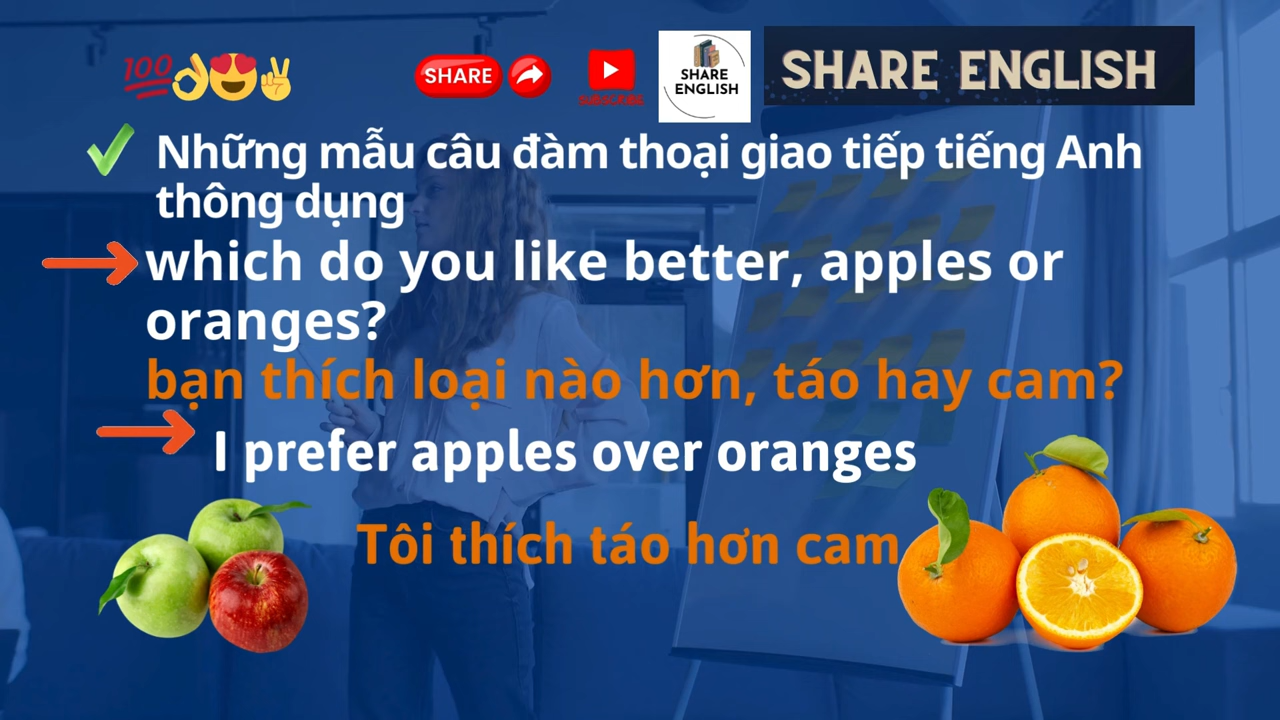 100
SHARE
SUBSCRIBE
SHARE
ENGLISH
SHARE ENGLISH
Những mẫu câu đàm thoại giao tiếp tiếng Anh
thông dụng
which do you like better, apples or
oranges?
bạn thích loại nào hơn, táo hay cam?
I prefer apples over oranges
Tôi thích táo hơn cam